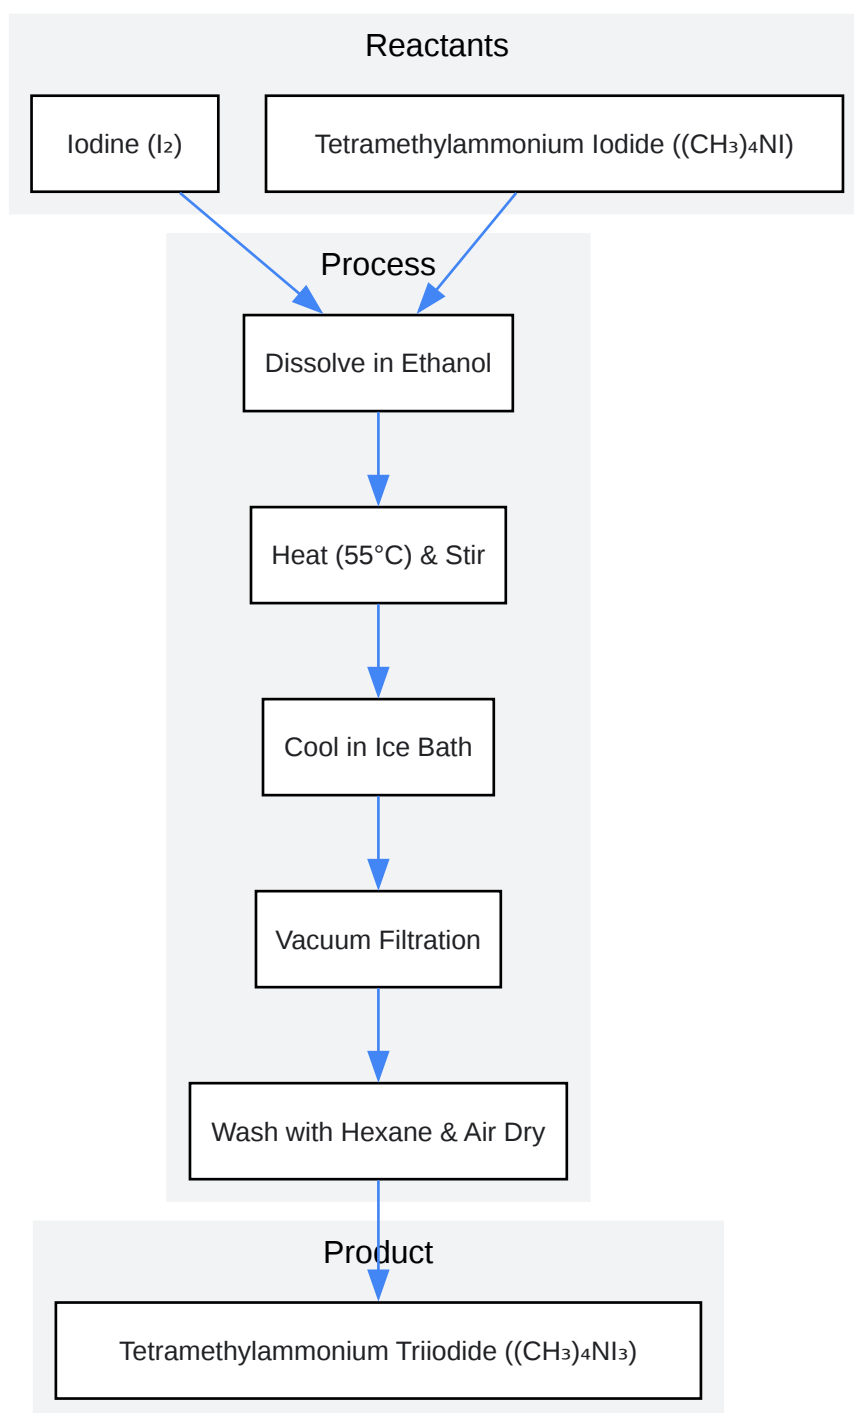 Reactants
Iodine (I₂)
Tetramethylammonium Iodide ((CH₃)₄NI)
Process
Dissolve in Ethanol
Heat (55°C) & Stir
Cool in Ice Bath
Vacuum Filtration
Wash with Hexane & Air Dry
Product
Tetramethylammonium Triiodide ((CH₃)₄NI₃)